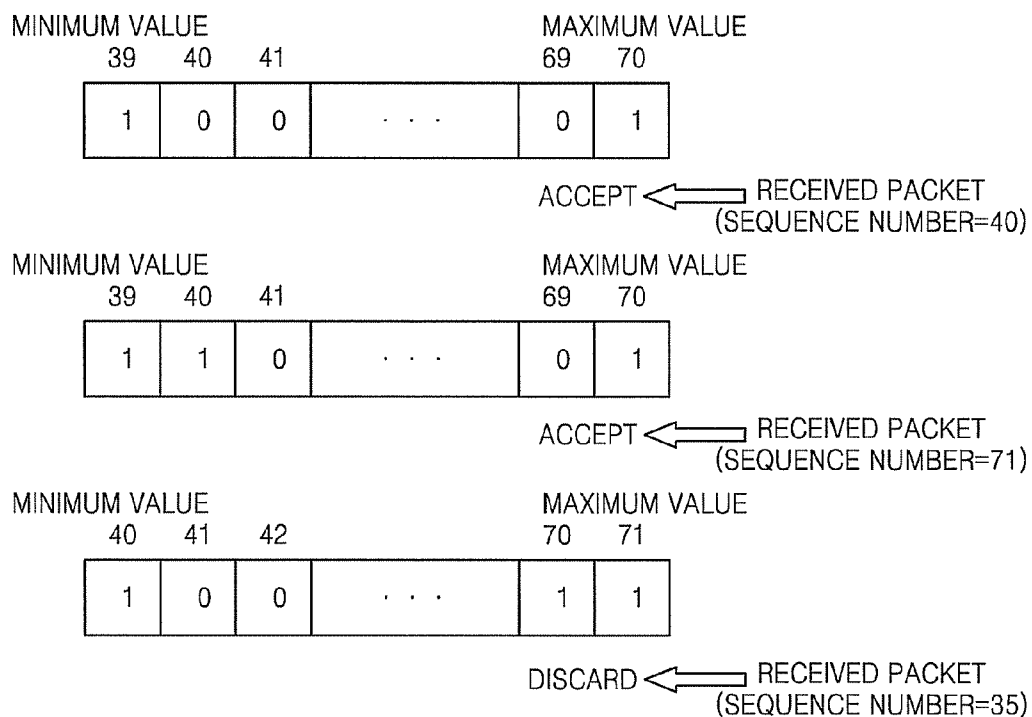 MINIMUM VALUE MAXIMUM VALUE
39 40 41 69 70
1 0 0 · · · 0 1
ACCEPT RECEIVED PACKET
(SEQUENCE NUMBER=40)
MINIMUM VALUE MAXIMUM VALUE
39 40 41 69 70
1 1 0 · · · 0 1
ACCEPT RECEIVED PACKET
(SEQUENCE NUMBER=71)
MINIMUM VALUE MAXIMUM VALUE
40 41 42 70 71
1 0 0 · · · 1 1
DISCARD RECEIVED PACKET
(SEQUENCE NUMBER=35)